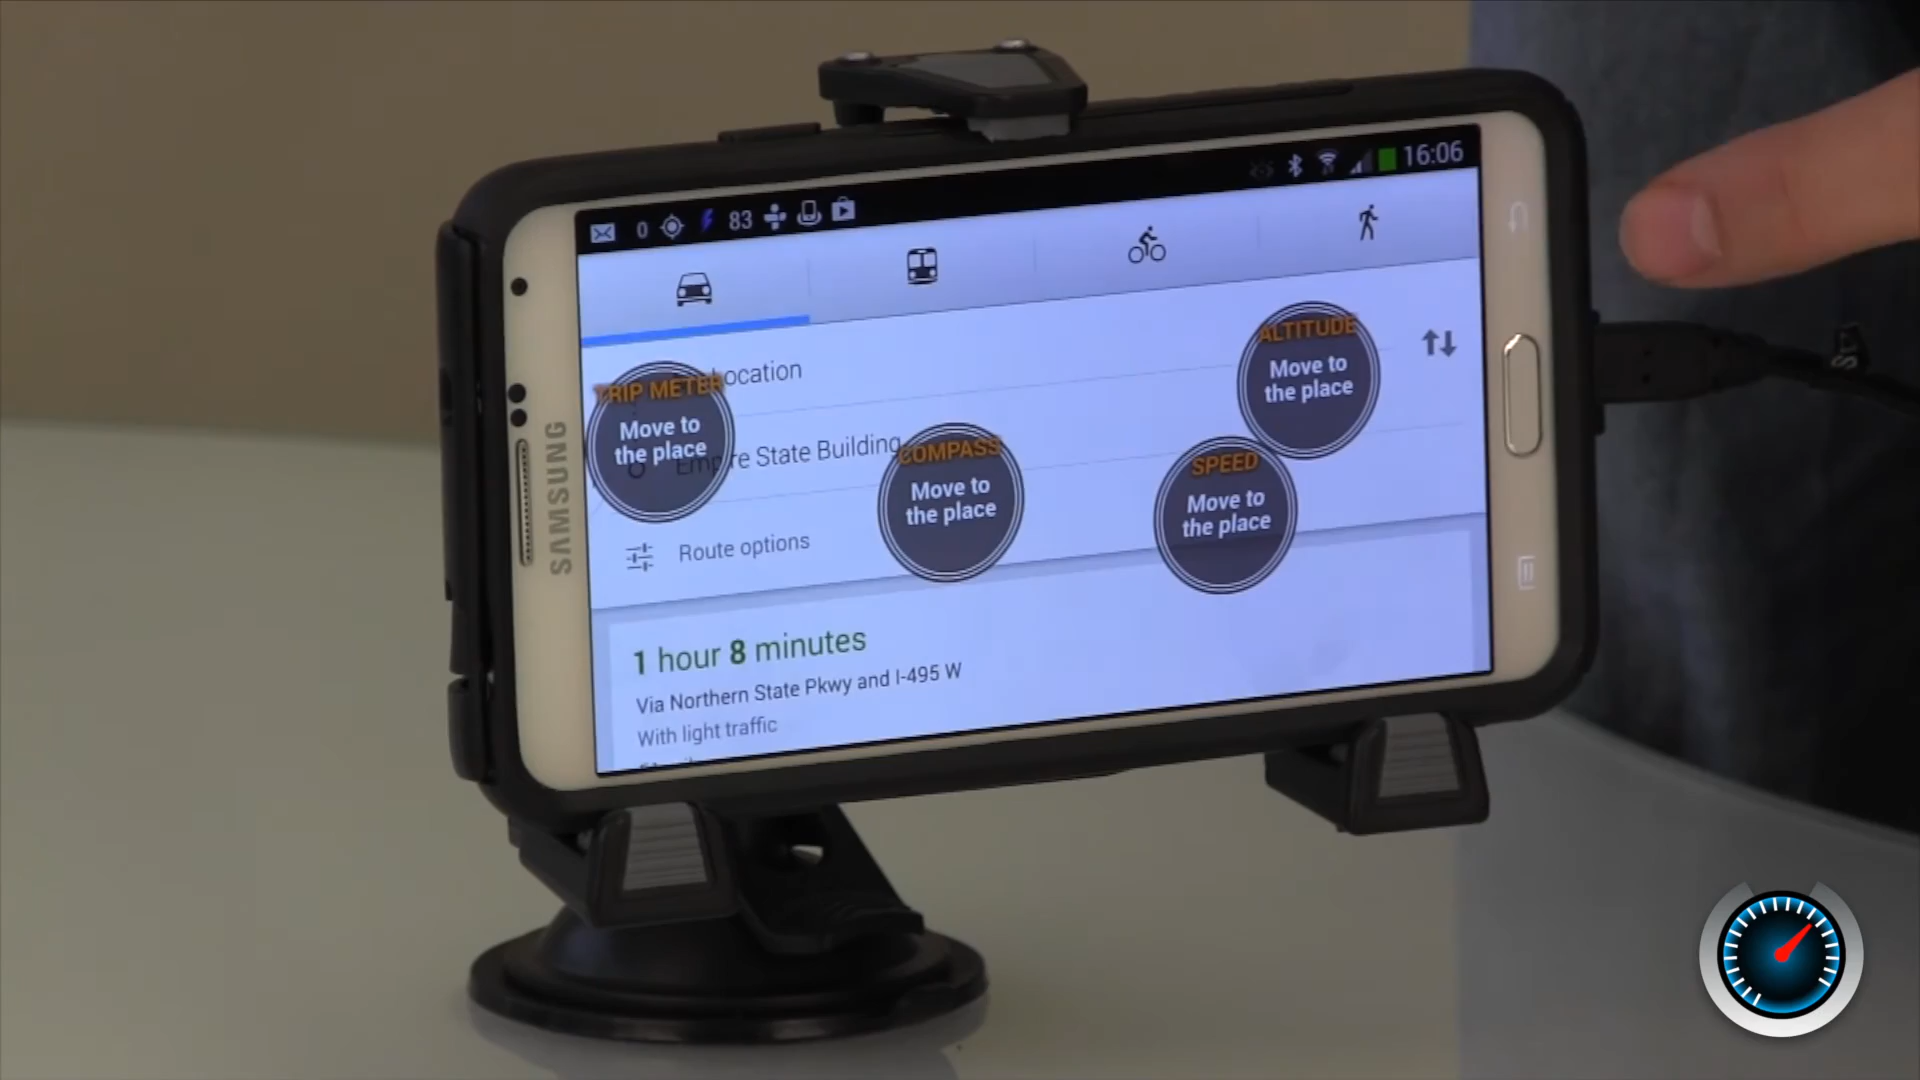 0 83 16:06
ocation
TRIP METER
Move to
the place
ALTITUDE
Move to
the place
Empire State Building
COMPASS
Move to
the place
SPEED
Move to
the place
Route options
1 hour 8 minutes
Via Northern State Pkwy and I-495 W
With light traffic
SAMSUNG